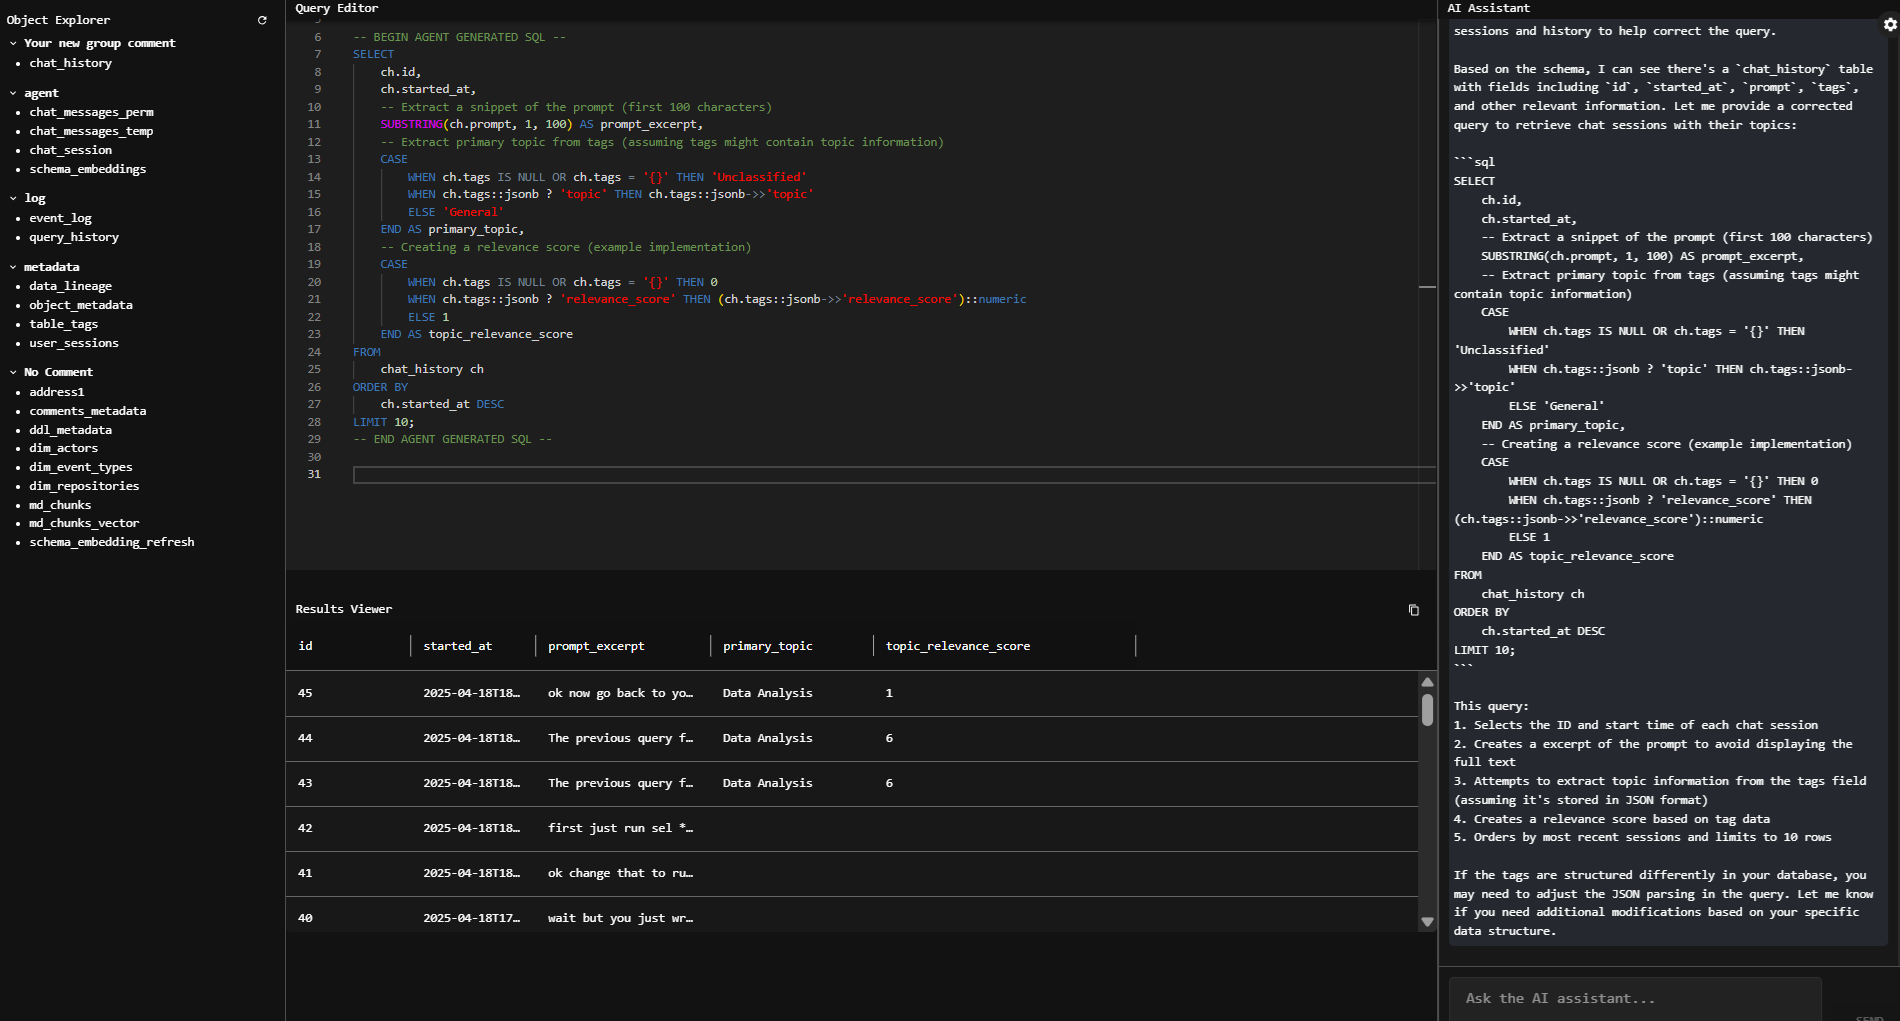 Object Explorer
Your new group comment
chat_history
agent
chat_messages_perm
chat_messages_temp
chat_session
schema_embeddings
log
event_log
query_history
metadata
data_lineage
object_metadata
table_tags
user_sessions
No Comment
address1
comments_metadata
ddl_metadata
dim_actors
dim_event_types
dim_repositories
md_chunks
md_chunks_vector
schema_embedding_refresh
Query Editor
6 -- BEGIN AGENT GENERATED SQL --
7 SELECT
8 ch.id,
9 ch.started_at,
10 -- Extract a snippet of the prompt (first 100 characters)
11 SUBSTRING(ch.prompt, 1, 100) AS prompt_excerpt,
12 -- Extract primary topic from tags (assuming tags might contain topic information)
13 CASE
14 WHEN ch.tags IS NULL OR ch.tags = '{}' THEN 'Unclassified'
15 WHEN ch.tags::jsonb ? 'topic' THEN ch.tags::jsonb->>'topic'
16 ELSE 'General'
17 END AS primary_topic,
18 -- Creating a relevance score (example implementation)
19 CASE
20 WHEN ch.tags IS NULL OR ch.tags = '{}' THEN 0
21 WHEN ch.tags::jsonb ? 'relevance_score' THEN (ch.tags::jsonb->>'relevance_score')::numeric
22 ELSE 1
23 END AS topic_relevance_score
24 FROM
25 chat_history ch
26 ORDER BY
27 ch.started_at DESC
28 LIMIT 10;
29 -- END AGENT GENERATED SQL --
30
31
Results Viewer
id started_at prompt_excerpt primary_topic topic_relevance_score
45 2025-04-18T18… ok now go back to yo… Data Analysis 1
44 2025-04-18T18… The previous query f… Data Analysis 6
43 2025-04-18T18… The previous query f… Data Analysis 6
42 2025-04-18T18… first just run sel *…
41 2025-04-18T18… ok change that to ru…
40 2025-04-18T17… wait but you just wr…
AI Assistant
sessions and history to help correct the query.
Based on the schema, I can see there's a `chat_history` table
with fields including `id`, `started_at`, `prompt`, `tags`,
and other relevant information. Let me provide a corrected
query to retrieve chat sessions with their topics:
```sql
SELECT
ch.id,
ch.started_at,
-- Extract a snippet of the prompt (first 100 characters)
SUBSTRING(ch.prompt, 1, 100) AS prompt_excerpt,
-- Extract primary topic from tags (assuming tags might
contain topic information)
CASE
WHEN ch.tags IS NULL OR ch.tags = '{}' THEN
'Unclassified'
WHEN ch.tags::jsonb ? 'topic' THEN ch.tags::jsonb-
>>'topic'
ELSE 'General'
END AS primary_topic,
-- Creating a relevance score (example implementation)
CASE
WHEN ch.tags IS NULL OR ch.tags = '{}' THEN 0
WHEN ch.tags::jsonb ? 'relevance_score' THEN
(ch.tags::jsonb->>'relevance_score')::numeric
ELSE 1
END AS topic_relevance_score
FROM
chat_history ch
ORDER BY
ch.started_at DESC
LIMIT 10;
```
This query:
1. Selects the ID and start time of each chat session
2. Creates a excerpt of the prompt to avoid displaying the
full text
3. Attempts to extract topic information from the tags field
(assuming it's stored in JSON format)
4. Creates a relevance score based on tag data
5. Orders by most recent sessions and limits to 10 rows
If the tags are structured differently in your database, you
may need to adjust the JSON parsing in the query. Let me know
if you need additional modifications based on your specific
data structure.
Ask the AI assistant...
SEND